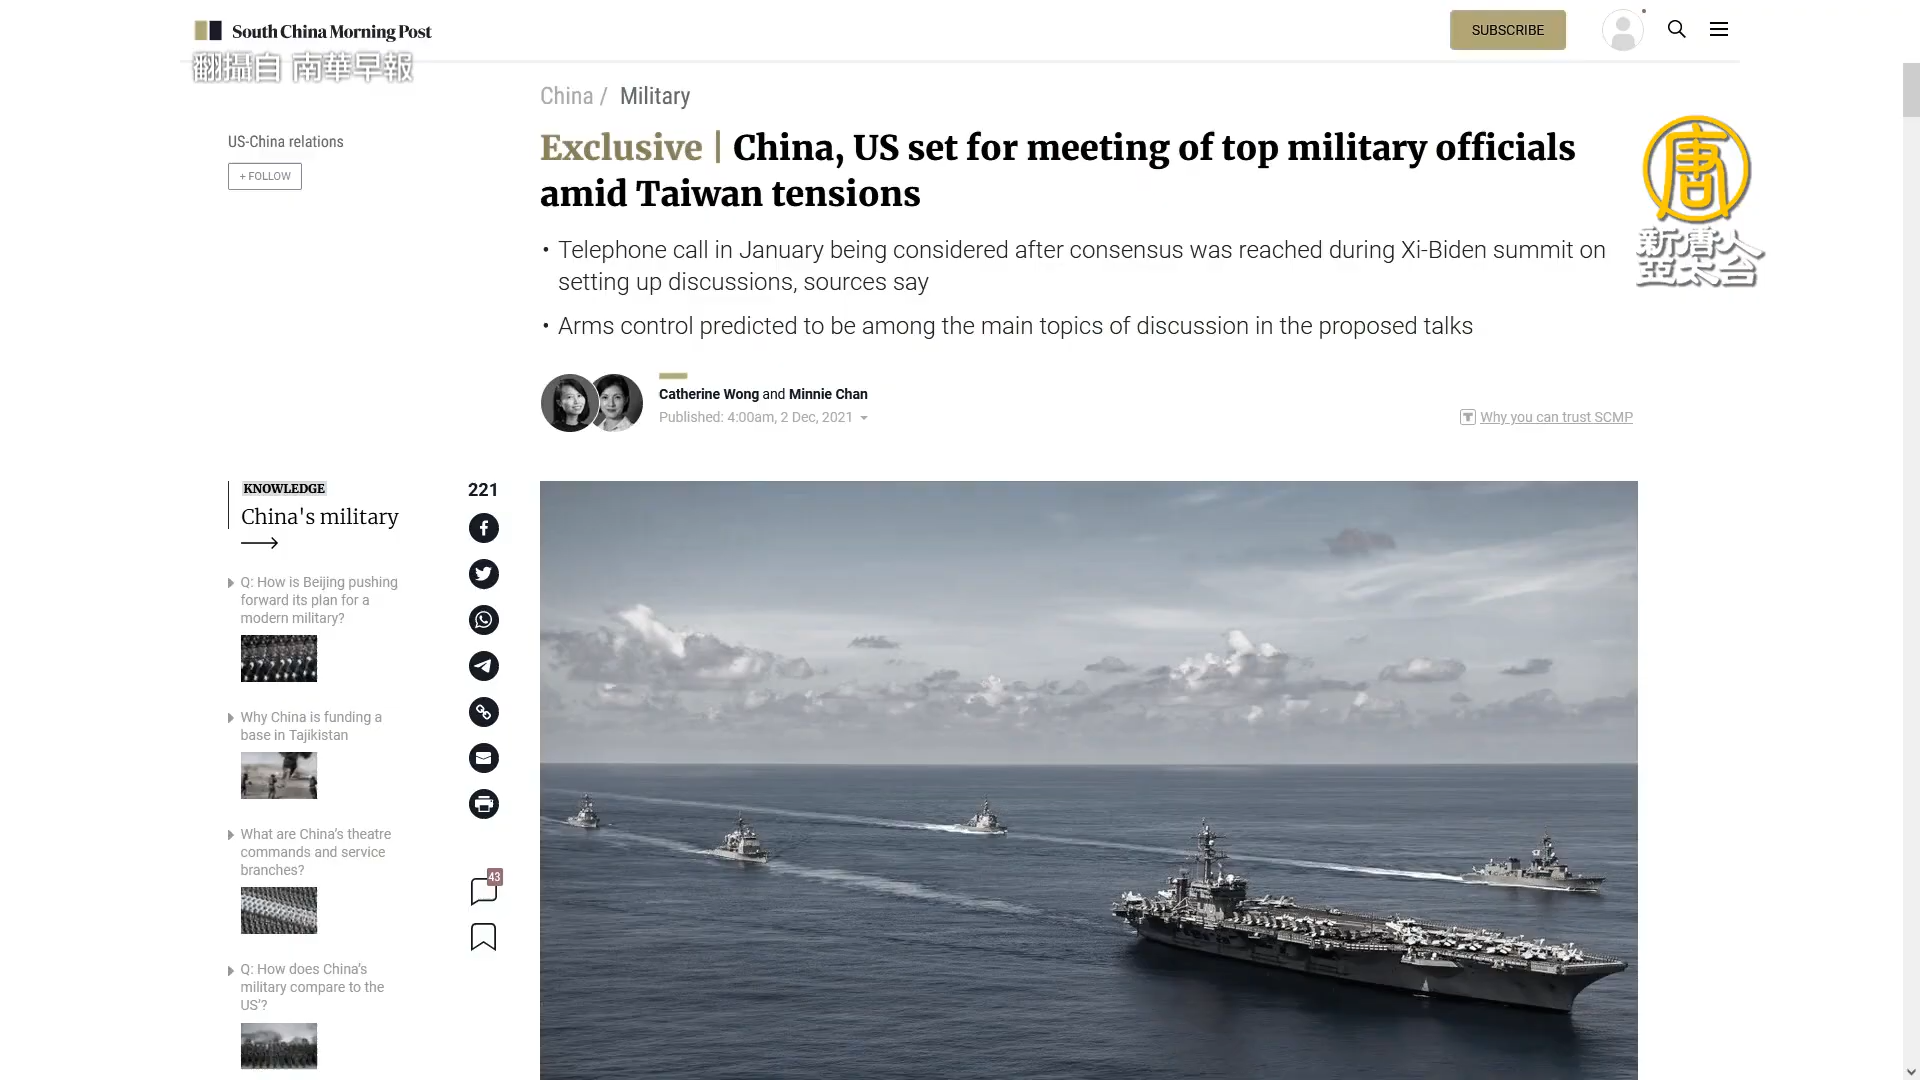 South China Morning Post
SUBSCRIBE
翻攝自 南華早報
China / Military
US-China relations
+ FOLLOW
Exclusive | China, US set for meeting of top military officials
amid Taiwan tensions
• Telephone call in January being considered after consensus was reached during Xi-Biden summit on
setting up discussions, sources say
• Arms control predicted to be among the main topics of discussion in the proposed talks
唐
新唐人
亞太台
Catherine Wong and Minnie Chan
Published: 4:00am, 2 Dec, 2021
Why you can trust SCMP
KNOWLEDGE
China's military
Q: How is Beijing pushing
forward its plan for a
modern military?
Why China is funding a
base in Tajikistan
What are China's theatre
commands and service
branches?
Q: How does China's
military compare to the
US'?
221
43